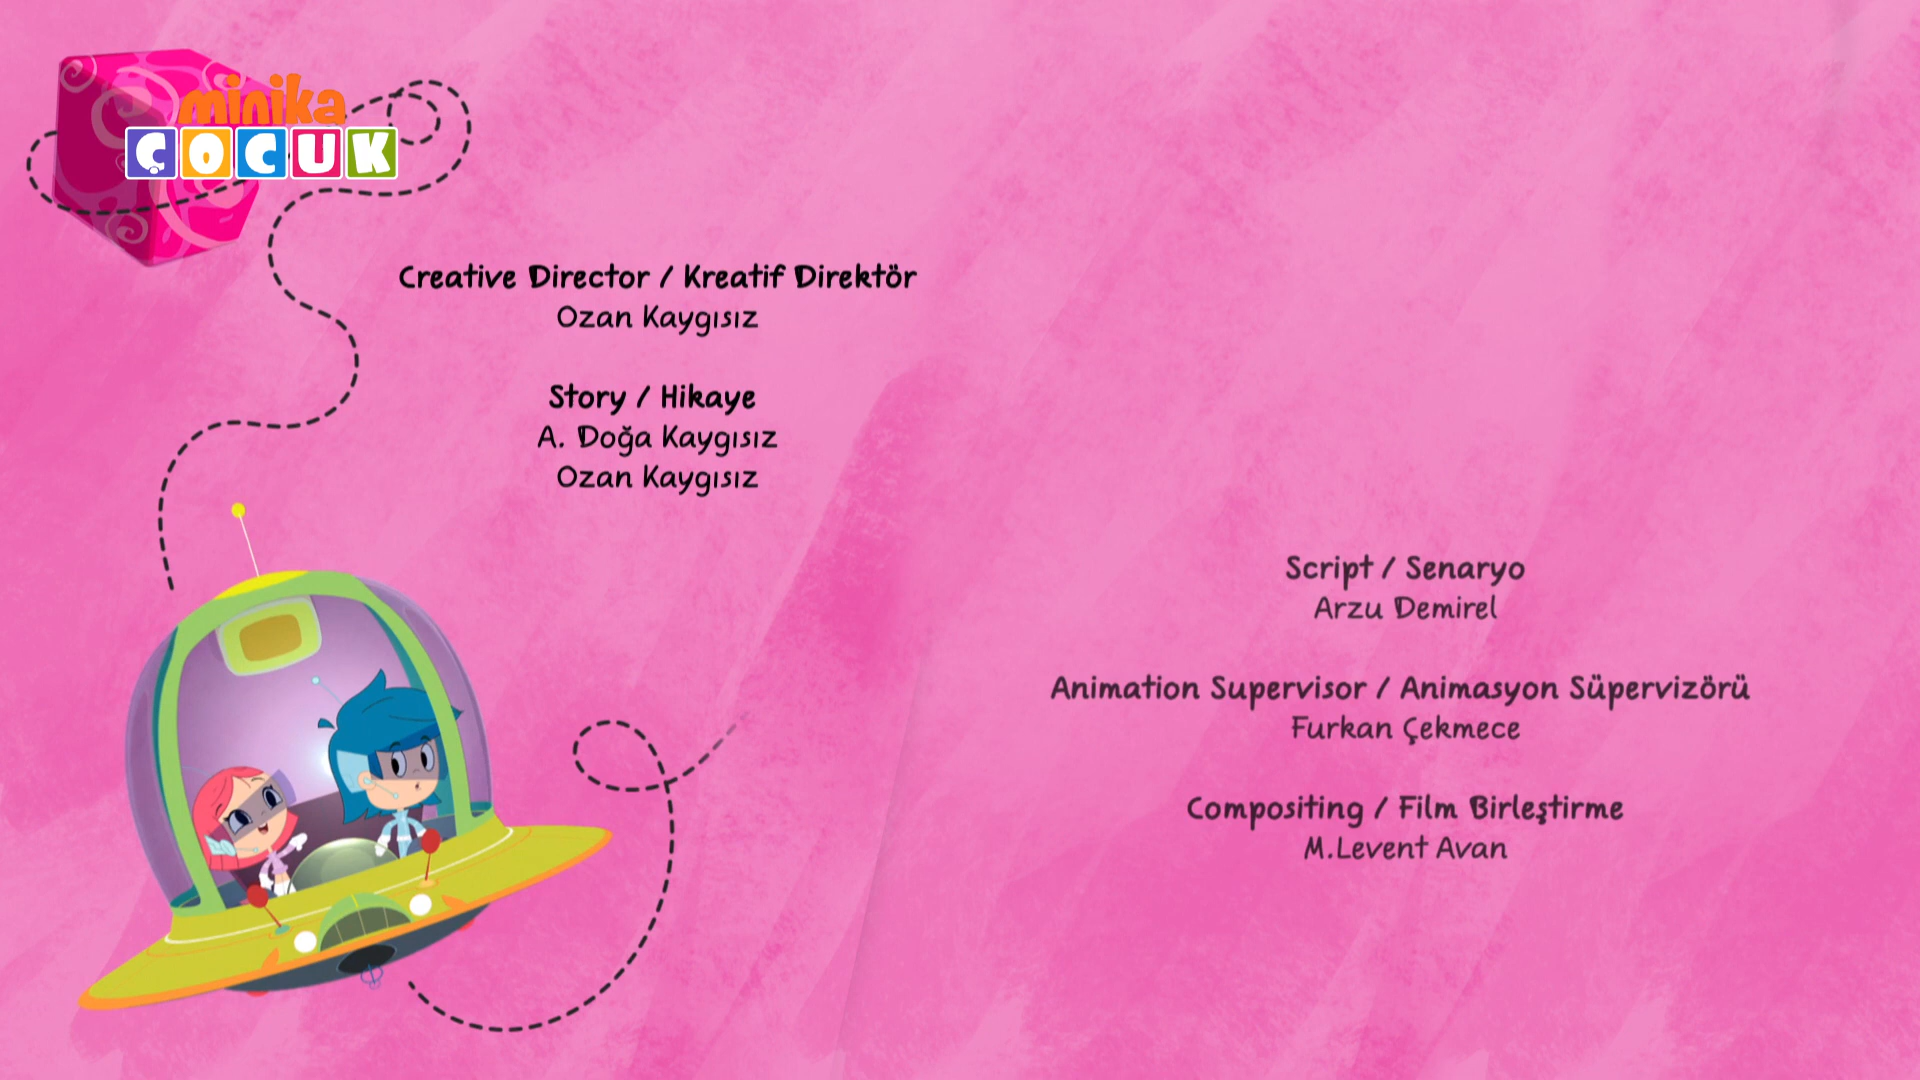 minika
ÇOCUK
Creative Director / Kreatif Direktör
Ozan Kaygısız
Story / Hikaye
A. Doğa Kaygısız
Ozan Kaygısız
Script / Senaryo
Arzu Demirel
Animation Supervisor / Animasyon Süpervizörü
Furkan Çekmece
Compositing / Film Birleştirme
M.Levent Avan